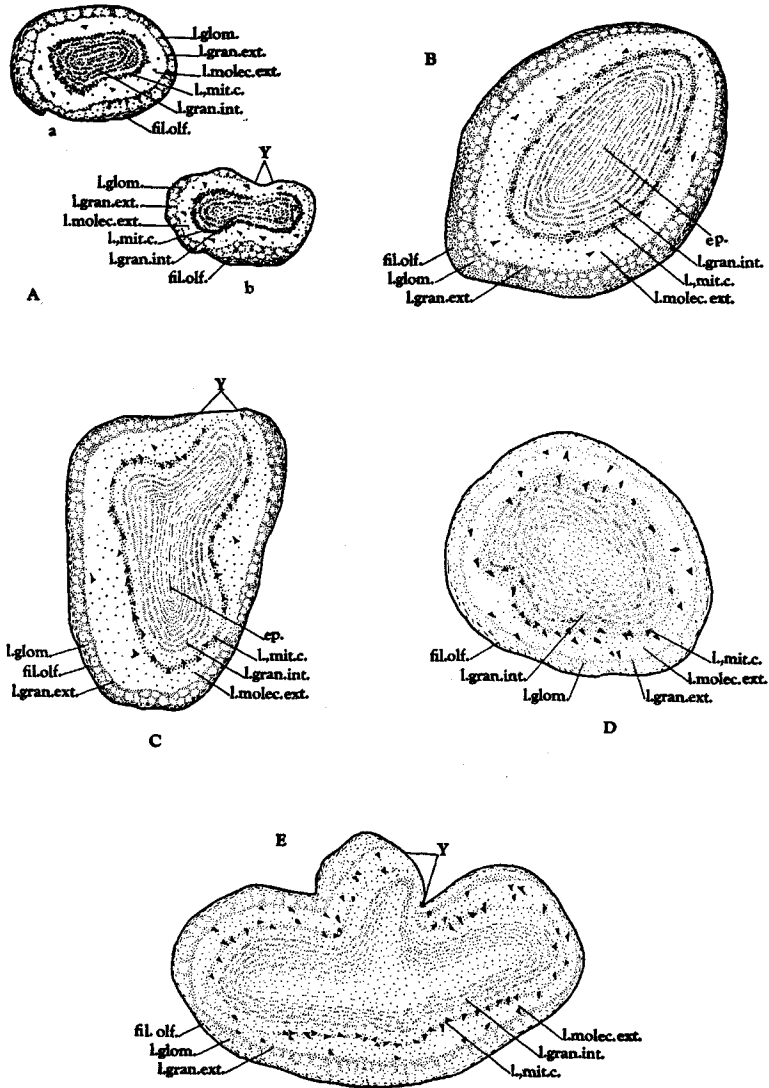 l.glom.
l.gran.ext.
l.molec.ext.
l.,mit.c.
l.gran.int.
fil.olf.
a
Y
l.glom.
l.gran.ext.
l.molec.ext.
l.,mit.c.
l.gran.int.
fil.olf.
b
A
B
ep.
l.gran.int.
l.,mit.c.
l.molec.ext.
fil.olf.
l.glom.
l.gran.ext.
Y
ep.
l.,mit.c.
l.gran.int.
l.molec.ext.
l.glom.
fil.olf.
l.gran.ext.
C
fil.olf.
l.gran.int.
l.glom.
l.,mit.c.
l.molec.ext.
l.gran.ext.
D
E
Y
fil. olf.
l.glom.
l.gran.ext.
l.molec.ext.
l.gran.int.
l.,mit.c.